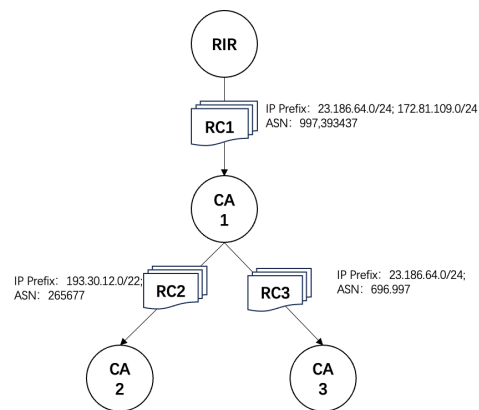 RIR
IP Prefix: 23.186.64.0/24; 172.81.109.0/24
ASN: 997,393437
RC1
CA
1
IP Prefix: 193.30.12.0/22;
ASN: 265677
RC2
RC3
IP Prefix: 23.186.64.0/24;
ASN: 696.997
CA
2
CA
3